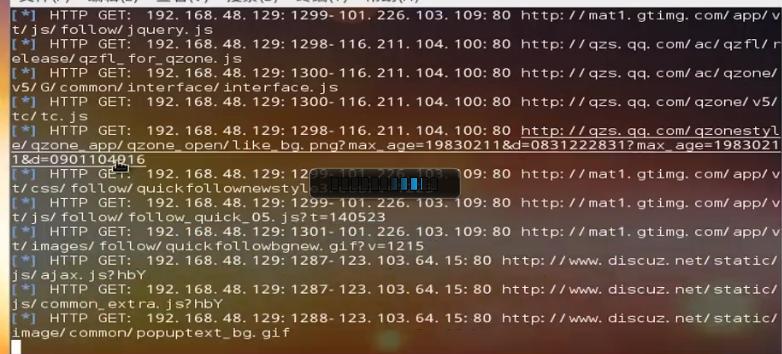 [*] HTTP GET: 192.168.48.129:1299-101.226.103.109:80 http://mat1.gtimg.com/app/v
t/js/follow/jquery.js
[*] HTTP GET: 192.168.48.129:1298-116.211.104.100:80 http://qzs.qq.com/ac/qzfl/r
elease/qzfl_for_qzone.js
[*] HTTP GET: 192.168.48.129:1300-116.211.104.100:80 http://qzs.qq.com/ac/qzone/
v5/G/common/interface/interface.js
[*] HTTP GET: 192.168.48.129:1300-116.211.104.100:80 http://qzs.qq.com/qzone/v5/
tc/tc.js
[*] HTTP GET: 192.168.48.129:1298-116.211.104.100:80 http://qzs.qq.com/qzonestyl
e/qzone_app/qzone_open/like_bg.png?max_age=19830211&d=0831222831?max_age=1983021
1&d=0901104916
[*] HTTP GET: 192.168.48.129:http://mat1.gtimg.com/app/v
t/css/follow/quickfollownewstyl
[*] HTTP GET: 192.168.48.129:1299-101.226.103.109:80 http://mat1.gtimg.com/app/v
t/js/follow/follow_quick_05.js?t=140523
[*] HTTP GET: 192.168.48.129:1301-101.226.103.109:80 http://mat1.gtimg.com/app/v
t/images/follow/quickfollowbgnew.gif?v=1215
[*] HTTP GET: 192.168.48.129:1287-123.103.64.15:80 http://www.discuz.net/static/
js/ajax.js?hbY
[*] HTTP GET: 192.168.48.129:1287-123.103.64.15:80 http://www.discuz.net/static/
js/common_extra.js?hbY
[*] HTTP GET: 192.168.48.129:1288-123.103.64.15:80 http://www.discuz.net/static/
image/common/popuptext_bg.gif